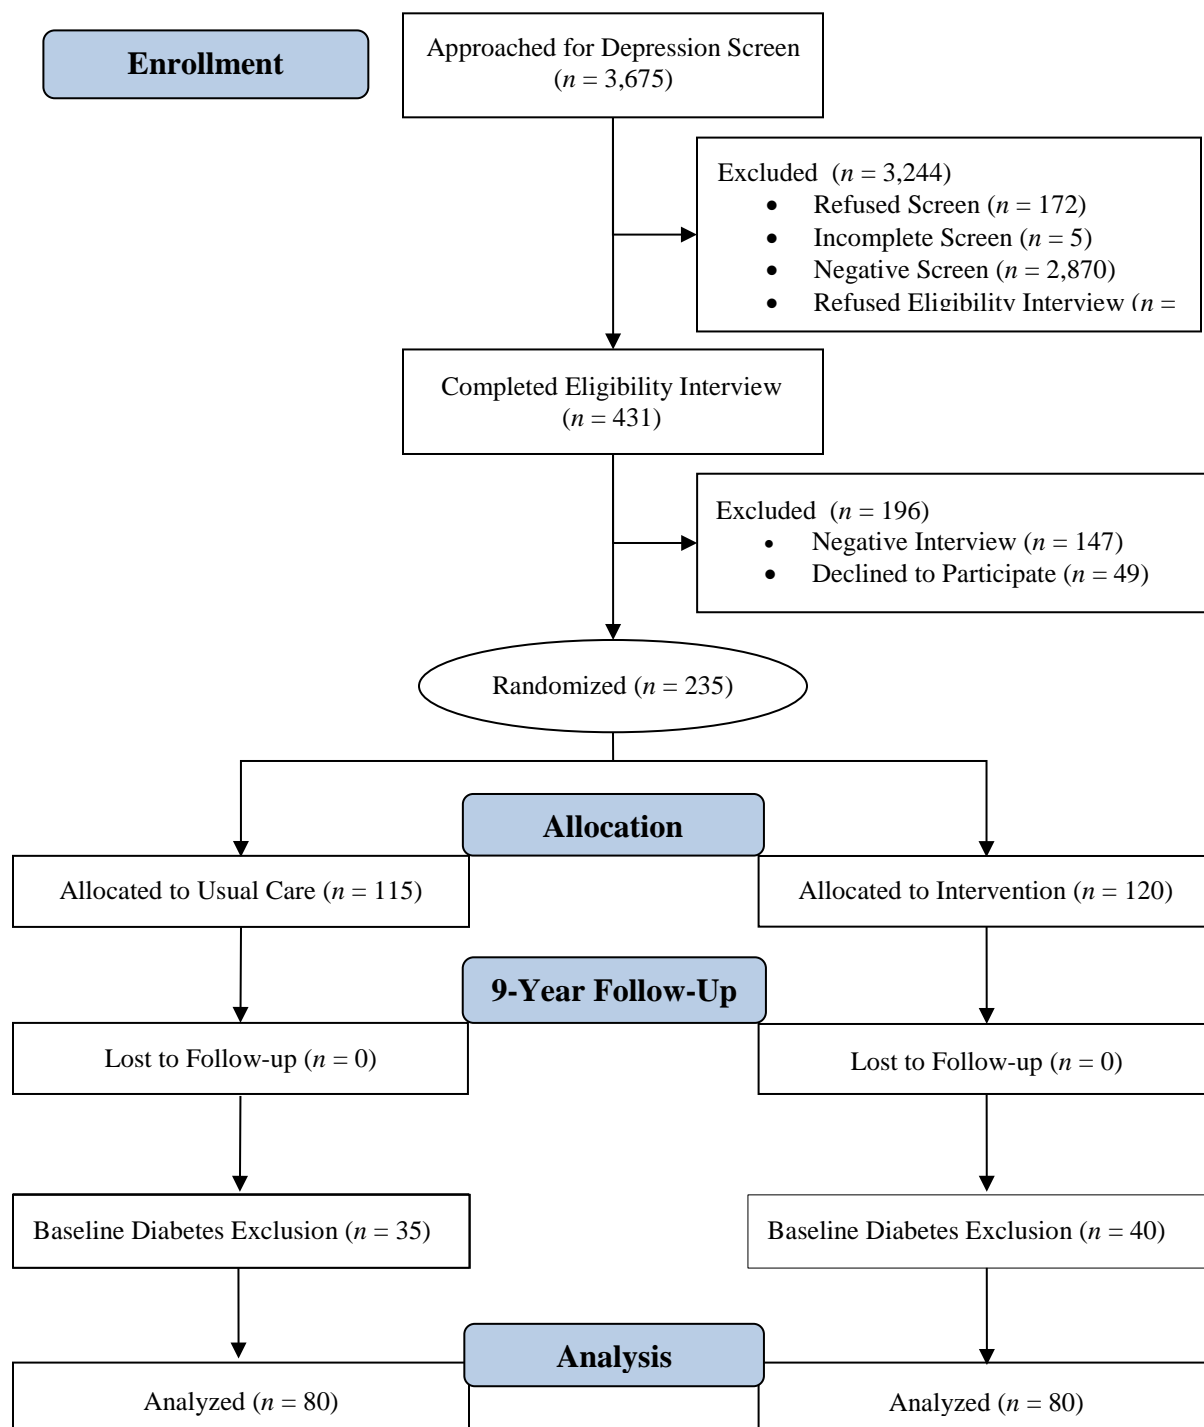 Enrollment
Approached for Depression Screen
(n = 3,675)
Excluded (n = 3,244)
• Refused Screen (n = 172)
• Incomplete Screen (n = 5)
• Negative Screen (n = 2,870)
• Refused Eligibility Interview (n =
Completed Eligibility Interview
(n = 431)
Excluded (n = 196)
• Negative Interview (n = 147)
• Declined to Participate (n = 49)
Randomized (n = 235)
Allocation
Allocated to Usual Care (n = 115)
Allocated to Intervention (n = 120)
9-Year Follow-Up
Lost to Follow-up (n = 0)
Lost to Follow-up (n = 0)
Baseline Diabetes Exclusion (n = 35)
Baseline Diabetes Exclusion (n = 40)
Analysis
Analyzed (n = 80)
Analyzed (n = 80)